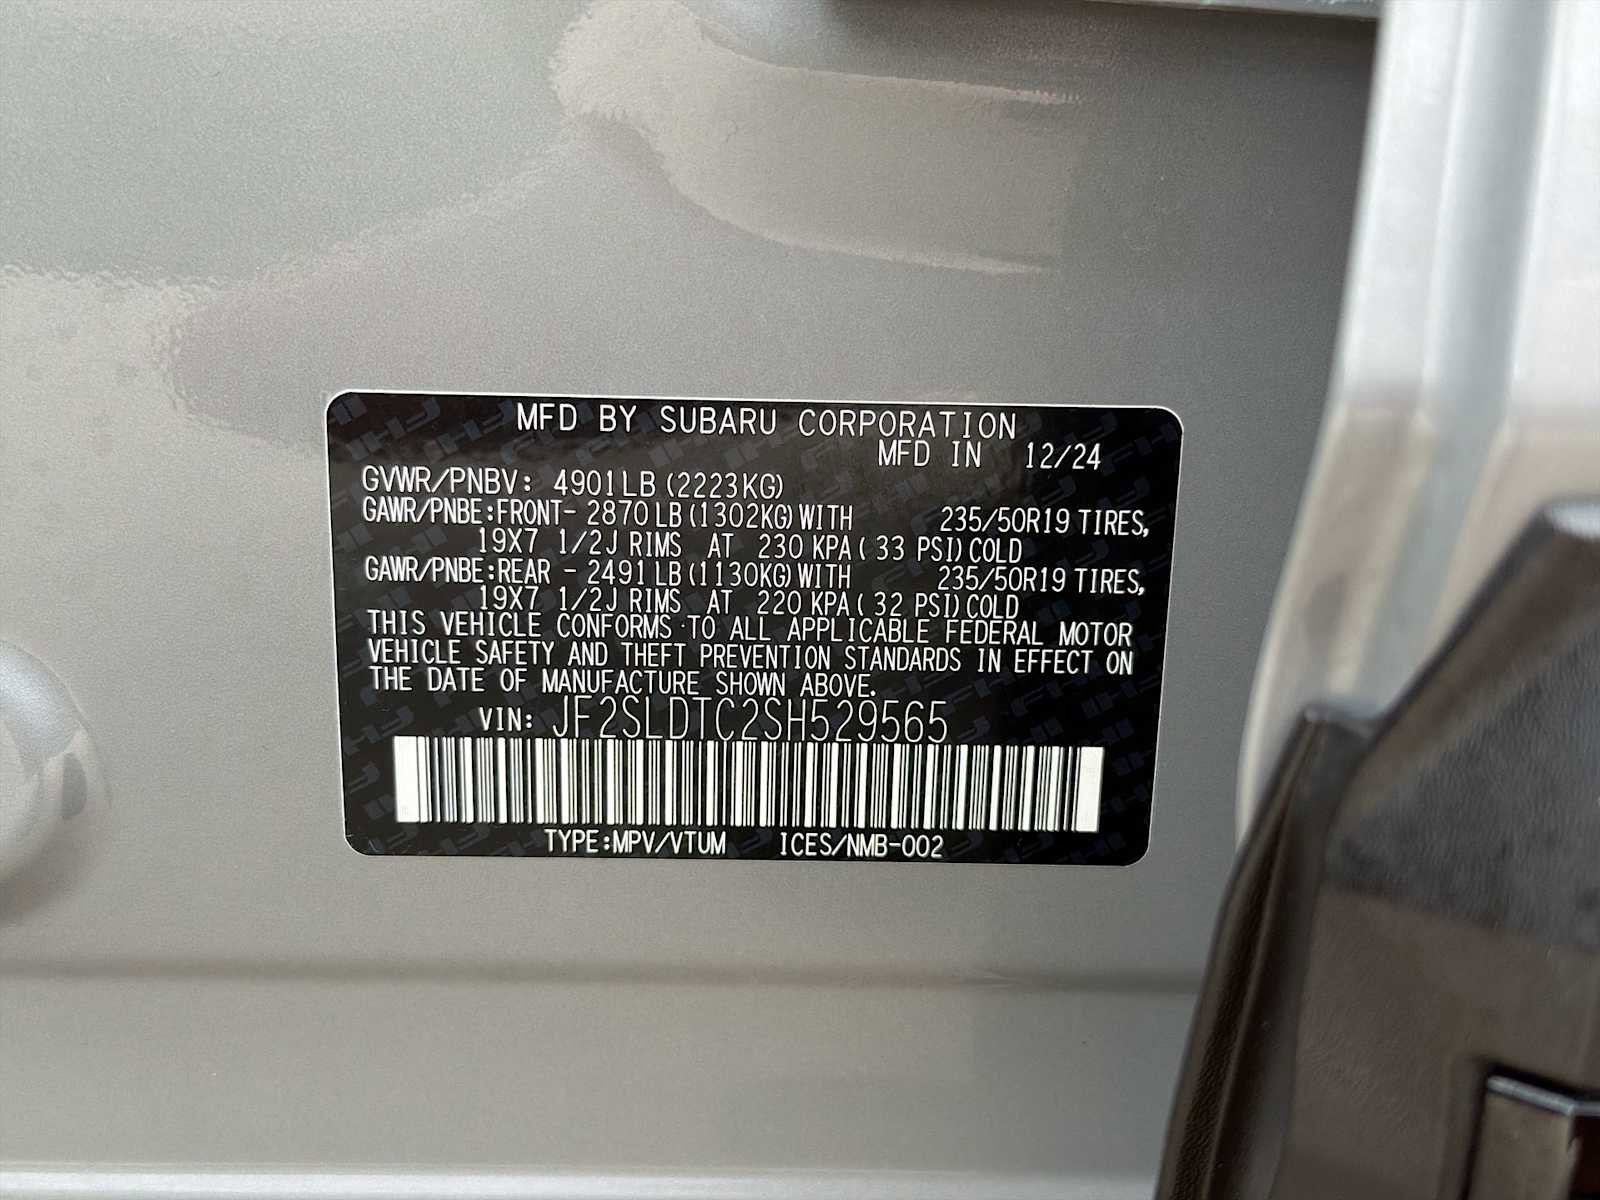 MFD BY SUBARU CORPORATION
MFD IN 12/24
GVWR/PNBV: 4901LB (2223KG)
GAWR/PNBE:FRONT- 2870LB(1302KG)WITH 235/50R19 TIRES,
19X7 1/2J RIMS AT 230 KPA( 33 PSI)COLD
GAWR/PNBE:REAR - 2491LB(1130KG)WITH 235/50R19 TIRES,
19X7 1/2J RIMS AT 220 KPA( 32 PSI)COLD
THIS VEHICLE CONFORMS TO ALL APPLICABLE FEDERAL MOTOR
VEHICLE SAFETY AND THEFT PREVENTION STANDARDS IN EFFECT ON
THE DATE OF MANUFACTURE SHOWN ABOVE.
VIN: JF2SLDTC2SH529565
TYPE:MPV/VTUM ICES/NMB-002